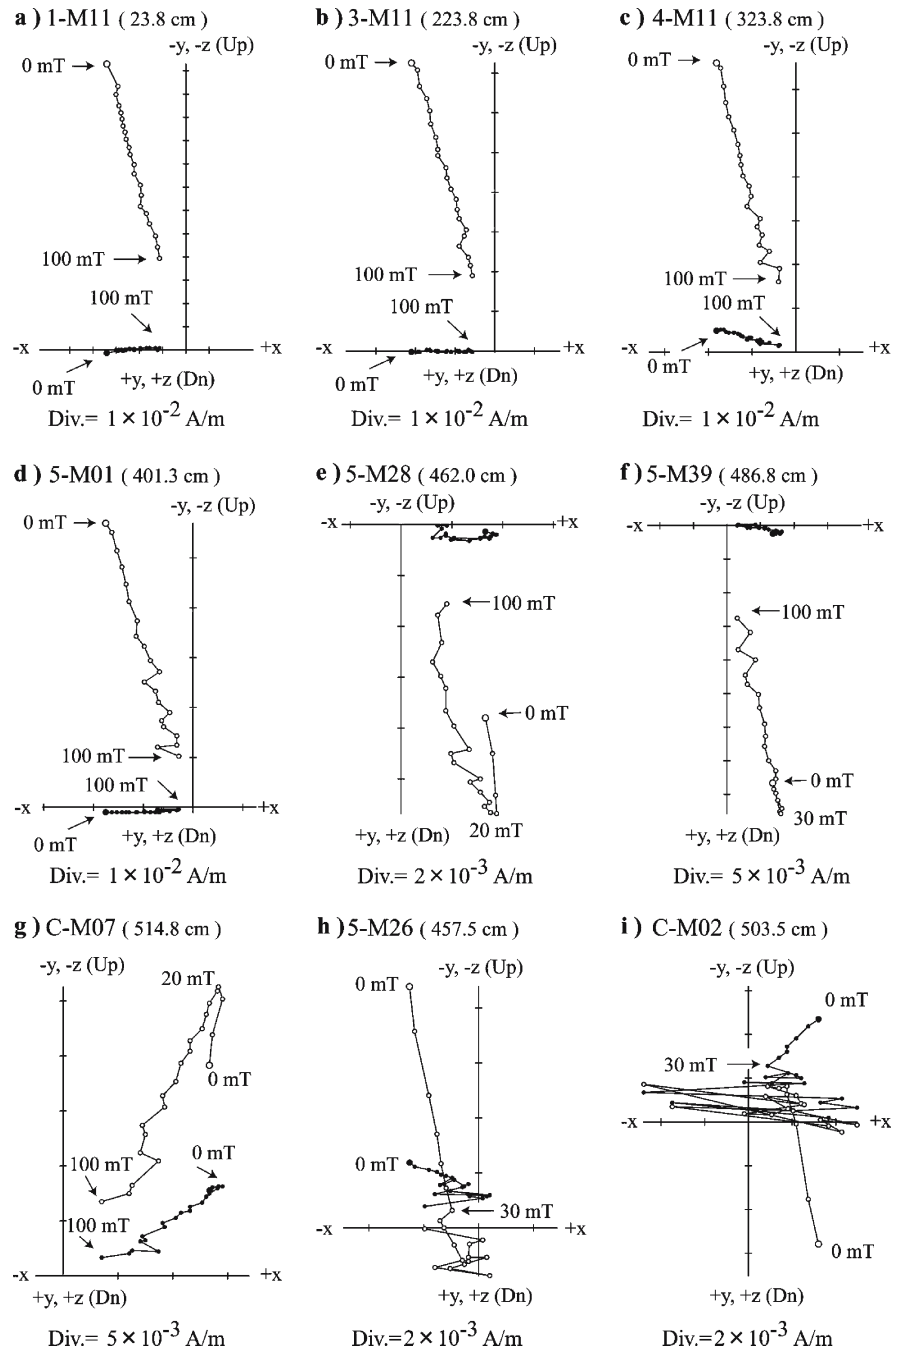 a ) 1-M11 ( 23.8 cm )
-y, -z (Up)
0 mT
100 mT
100 mT
-x
+x
0 mT
+y, +z (Dn)
Div.= 1 × 10⁻² A/m
b ) 3-M11 ( 223.8 cm )
-y, -z (Up)
0 mT
100 mT
100 mT
-x
+x
0 mT
+y, +z (Dn)
Div.= 1 × 10⁻² A/m
c ) 4-M11 ( 323.8 cm )
-y, -z (Up)
0 mT
100 mT
100 mT
-x
+x
0 mT
+y, +z (Dn)
Div.= 1 × 10⁻² A/m
d ) 5-M01 ( 401.3 cm )
-y, -z (Up)
0 mT
100 mT
100 mT
-x
+x
0 mT
+y, +z (Dn)
Div.= 1 × 10⁻² A/m
e ) 5-M28 ( 462.0 cm )
-y, -z (Up)
-x
+x
100 mT
0 mT
20 mT
+y, +z (Dn)
Div.= 2 × 10⁻³ A/m
f ) 5-M39 ( 486.8 cm )
-y, -z (Up)
-x
+x
100 mT
0 mT
30 mT
+y, +z (Dn)
Div.= 5 × 10⁻³ A/m
g ) C-M07 ( 514.8 cm )
-y, -z (Up)
20 mT
0 mT
0 mT
100 mT
100 mT
-x
+x
+y, +z (Dn)
Div.= 5 × 10⁻³ A/m
h ) 5-M26 ( 457.5 cm )
-y, -z (Up)
0 mT
0 mT
30 mT
-x
+x
+y, +z (Dn)
Div.=2 × 10⁻³ A/m
i ) C-M02 ( 503.5 cm )
-y, -z (Up)
0 mT
30 mT
-x
+x
0 mT
+y, +z (Dn)
Div.=2 × 10⁻³ A/m